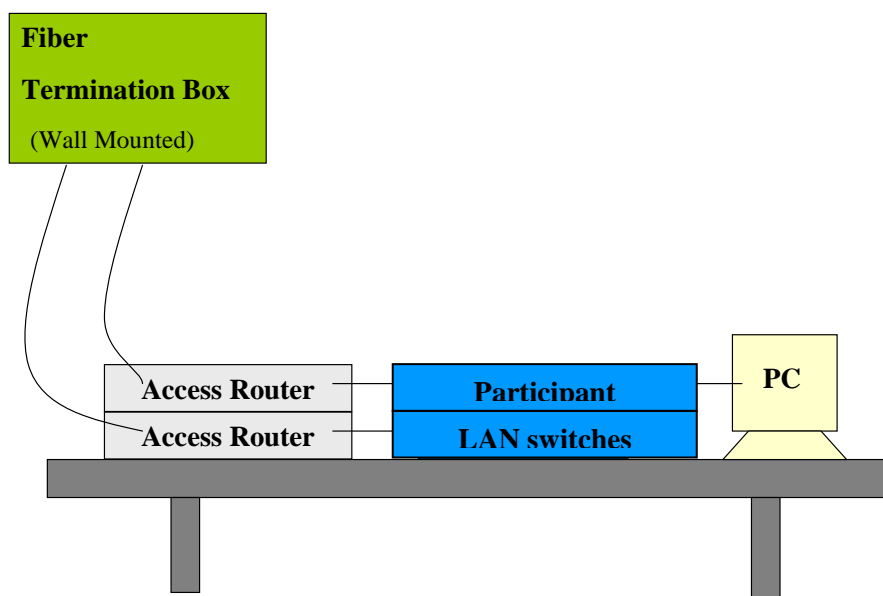 Fiber
Termination Box
(Wall Mounted)
Access Router
Participant
PC
Access Router
LAN switches